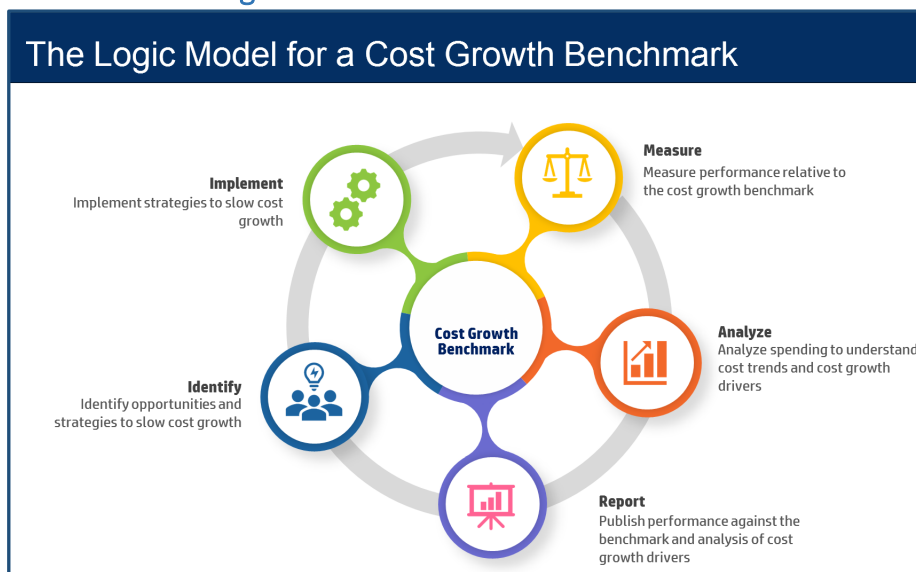 The Logic Model for a Cost Growth Benchmark
Measure
Measure performance relative to
the cost growth benchmark
Analyze
Analyze spending to understand
cost trends and cost growth
drivers
Report
Publish performance against the
benchmark and analysis of cost
growth drivers
Identify
Identify opportunities and
strategies to slow cost growth
Implement
Implement strategies to slow cost
growth
Cost Growth
Benchmark